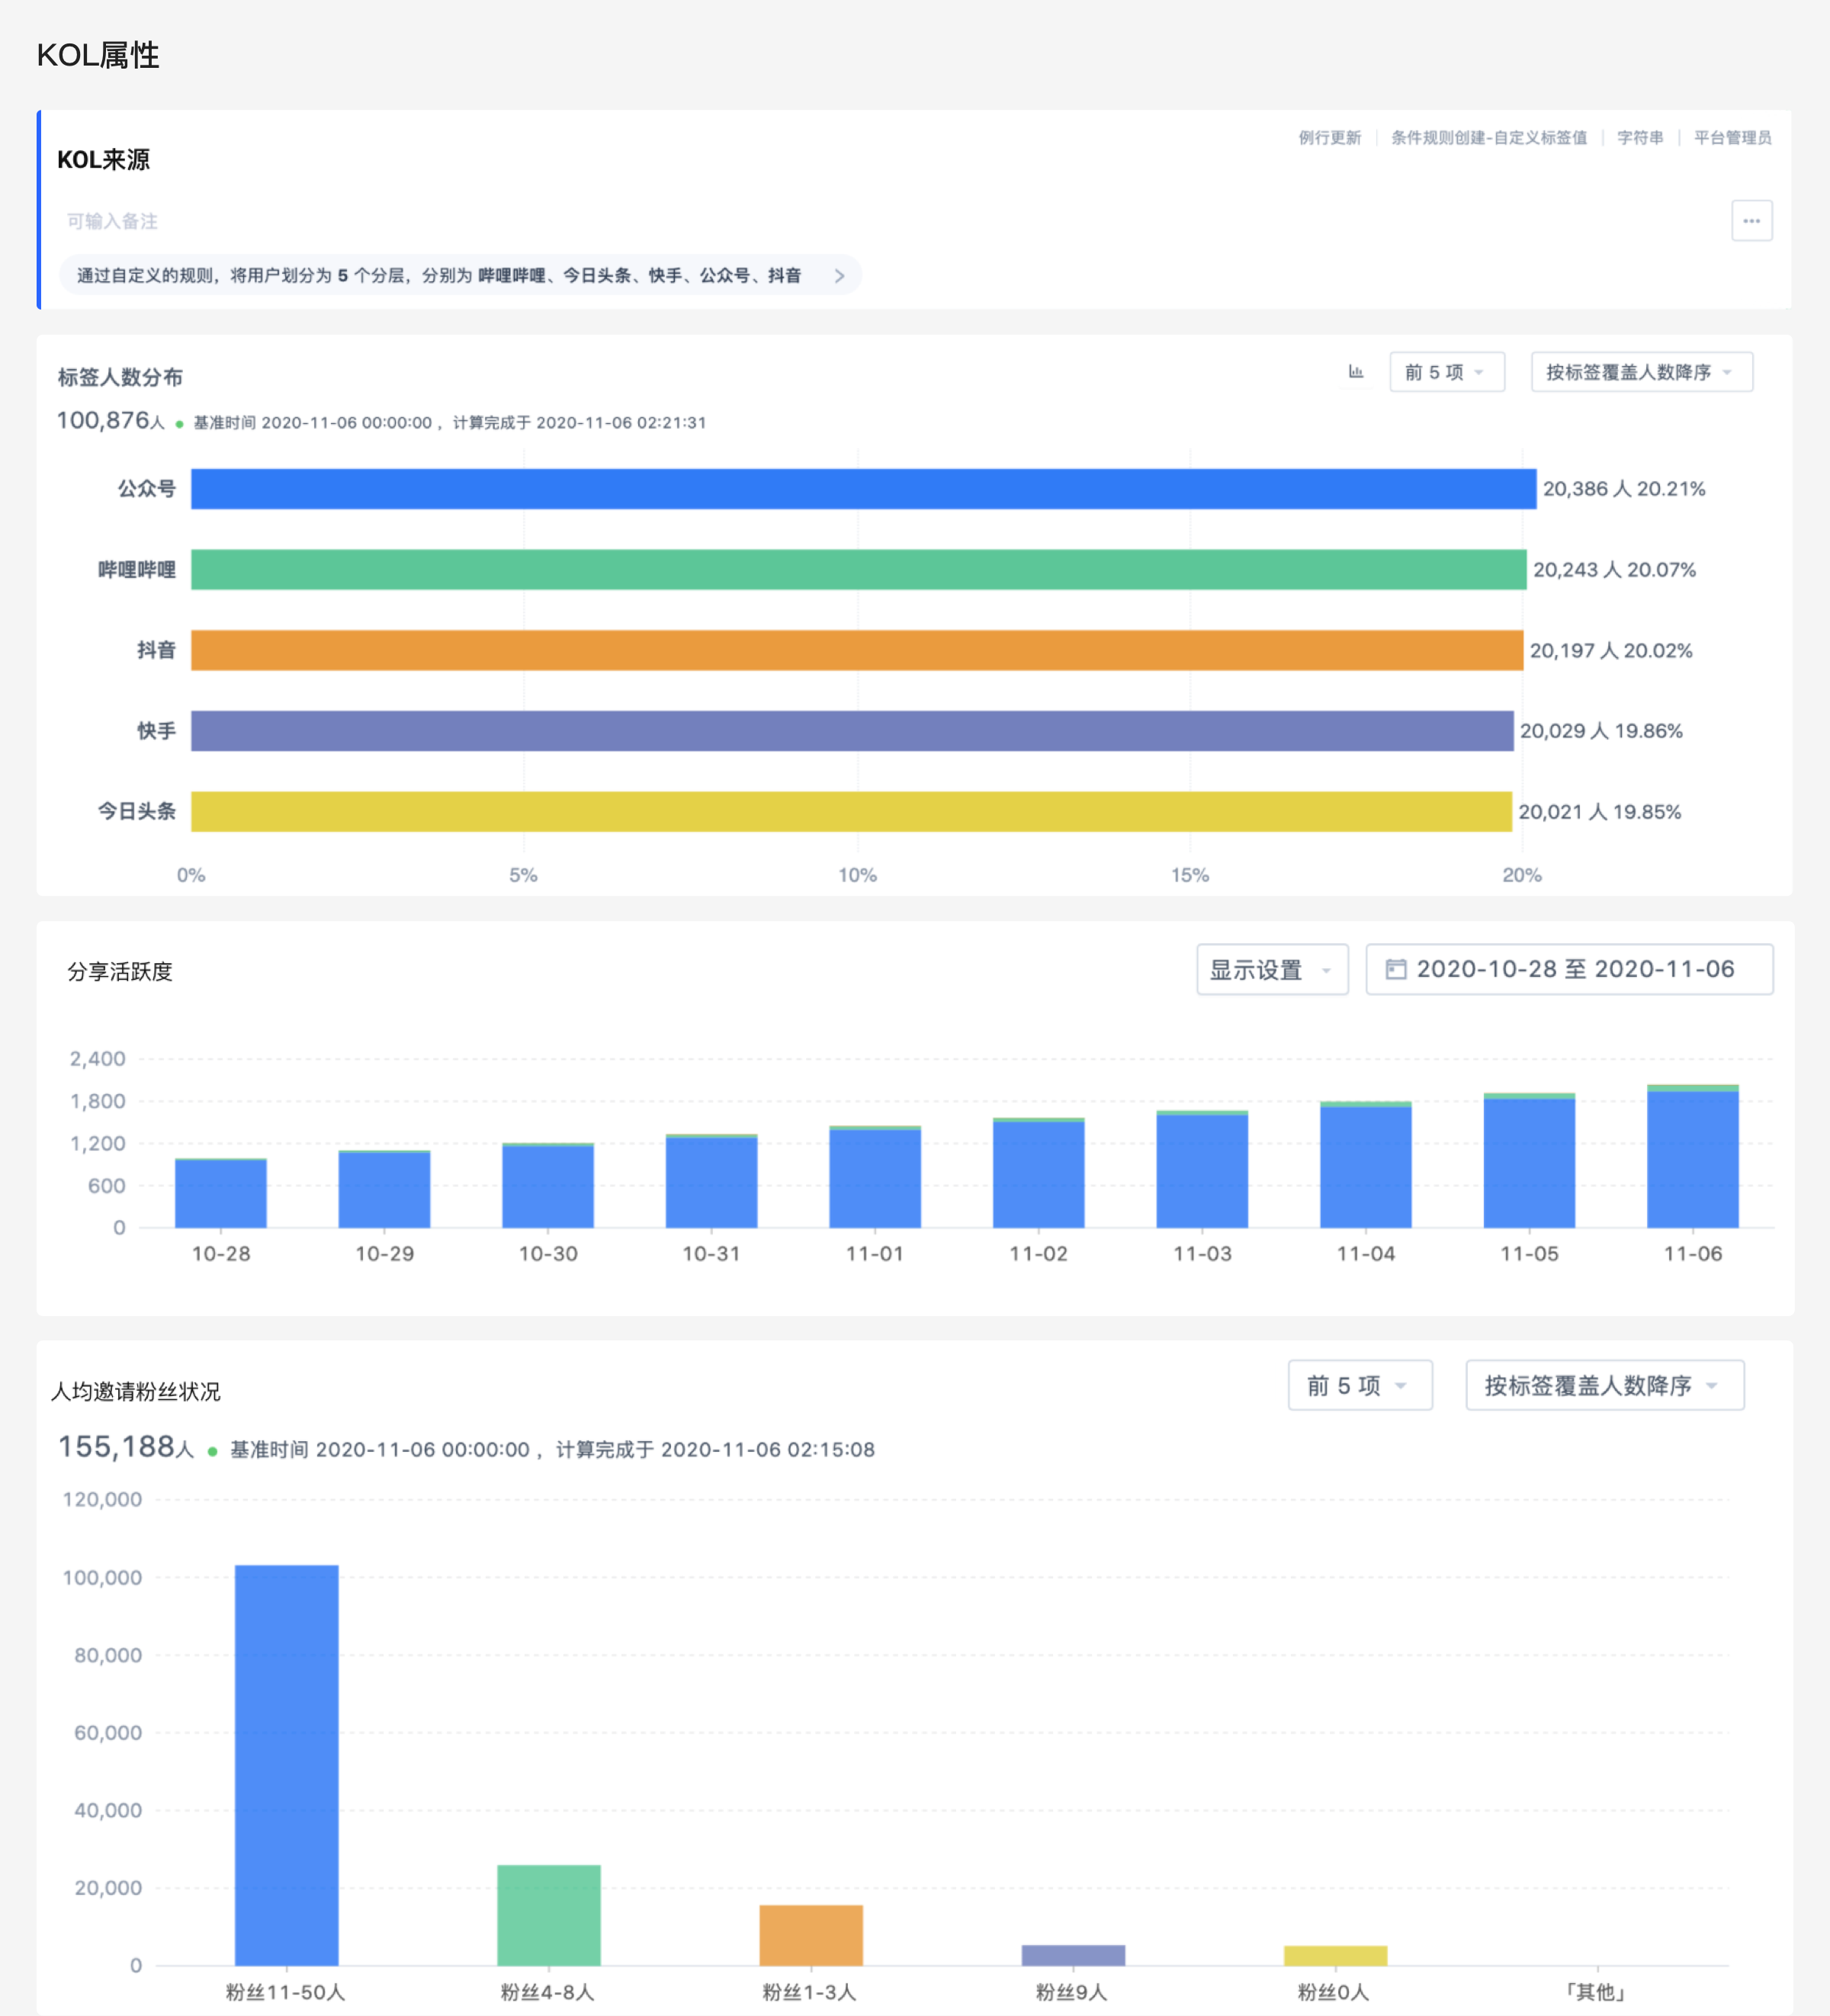 KOL属性
例行更新 | 条件规则创建-自定义标签值 | 字符串 | 平台管理员
KOL来源
可输入备注
通过自定义的规则，将用户划分为 5 个分层，分别为 哔哩哔哩、今日头条、快手、公众号、抖音
标签人数分布
前 5 项
按标签覆盖人数降序
100,876人 基准时间 2020-11-06 00:00:00 ，计算完成于 2020-11-06 02:21:31
公众号 20,386 人 20.21%
哔哩哔哩 20,243 人 20.07%
抖音 20,197 人 20.02%
快手 20,029 人 19.86%
今日头条 20,021 人 19.85%
0% 5% 10% 15% 20%
分享活跃度
显示设置
2020-10-28 至 2020-11-06
2,400
1,800
1,200
600
0
10-28 10-29 10-30 10-31 11-01 11-02 11-03 11-04 11-05 11-06
人均邀请粉丝状况
前 5 项
按标签覆盖人数降序
155,188人 基准时间 2020-11-06 00:00:00 ，计算完成于 2020-11-06 02:15:08
120,000
100,000
80,000
60,000
40,000
20,000
0
粉丝11-50人 粉丝4-8人 粉丝1-3人 粉丝9人 粉丝0人 「其他」